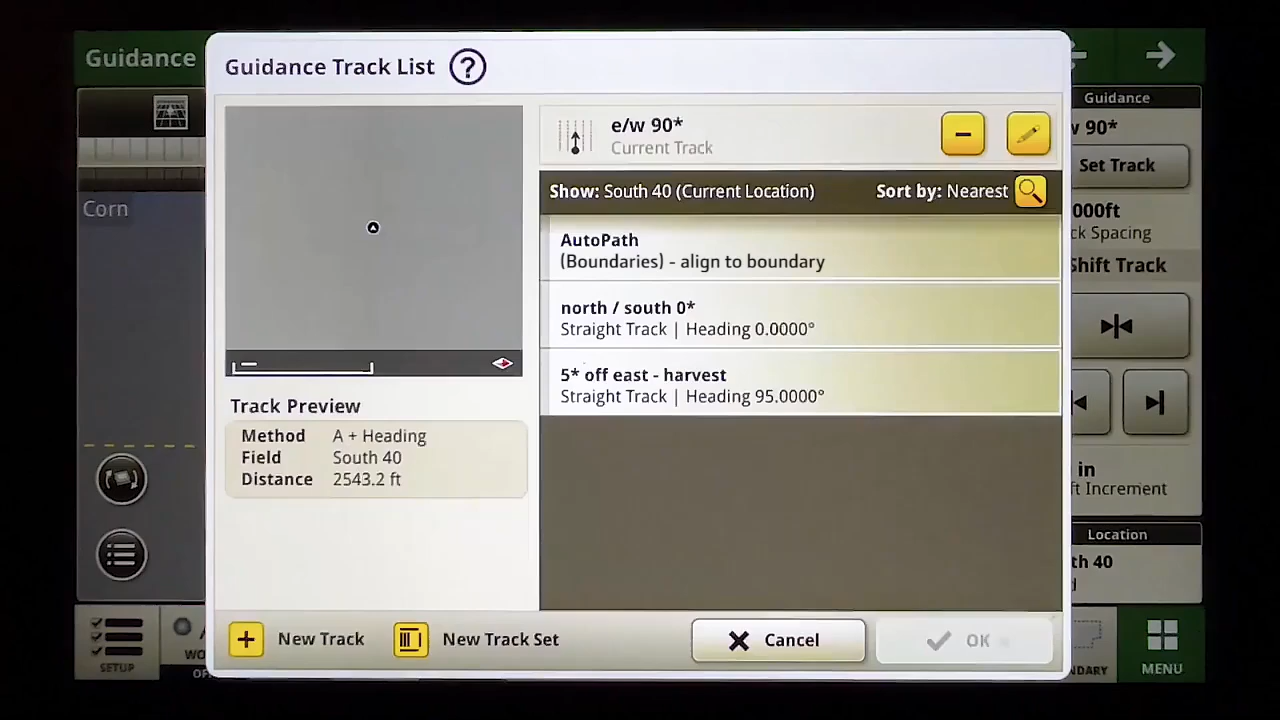 Guidance
Guidance Track List ?
e/w 90*
Current Track
Show: South 40 (Current Location) Sort by: Nearest
AutoPath
(Boundaries) - align to boundary
north / south 0*
Straight Track | Heading 0.0000°
5* off east - harvest
Straight Track | Heading 95.0000°
Track Preview
Method A + Heading
Field South 40
Distance 2543.2 ft
New Track
New Track Set
Cancel
OK
Corn
SETUP
Guidance
90*
Set Track
Spacing
Shift Track
in
Increment
Location
40
MENU